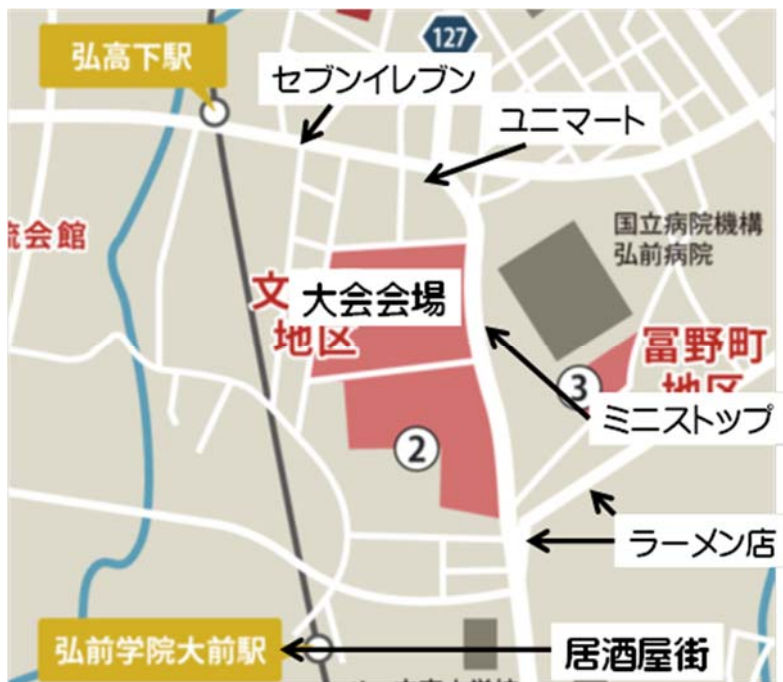 127
弘高下駅
セブンイレブン
ユニマート
国立病院機構
弘前病院
流会館
文
大会会場
地区
富野町
地区
3
ミニストップ
2
ラーメン店
弘前学院大前駅
居酒屋街